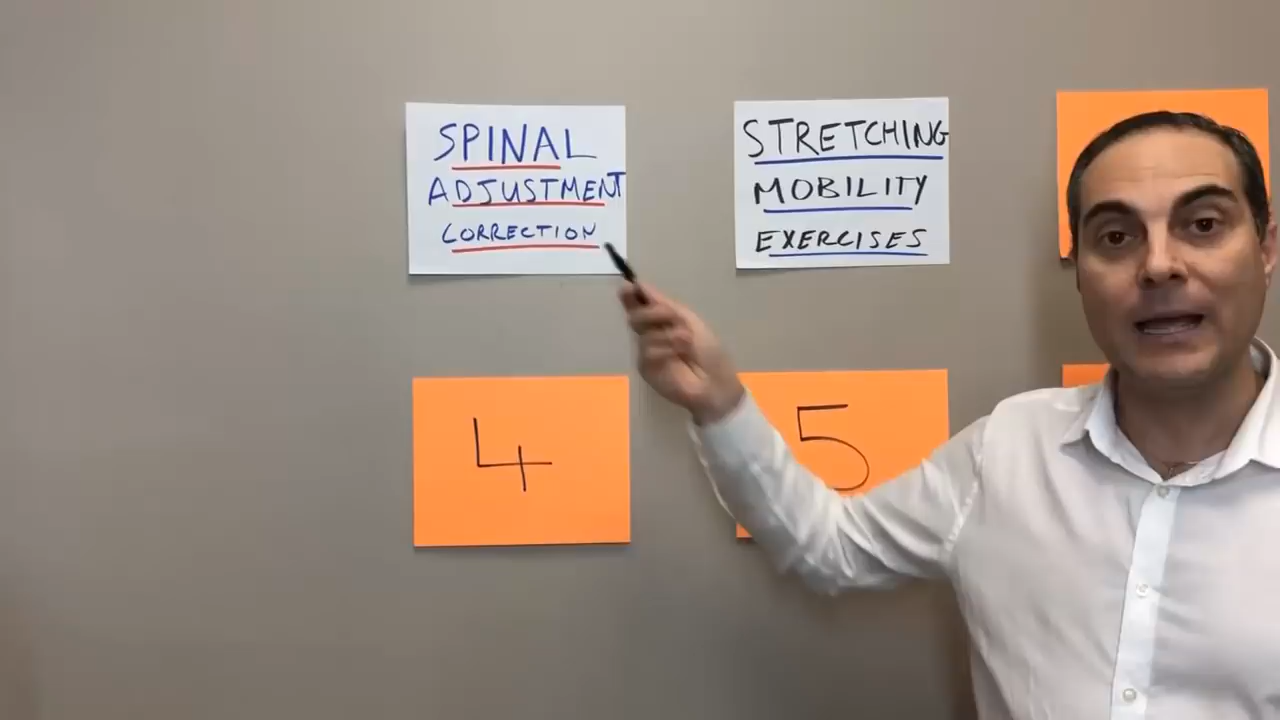 SPINAL
ADJUSTMENT
CORRECTION
STRETCHING
MOBILITY
EXERCISES
4
5